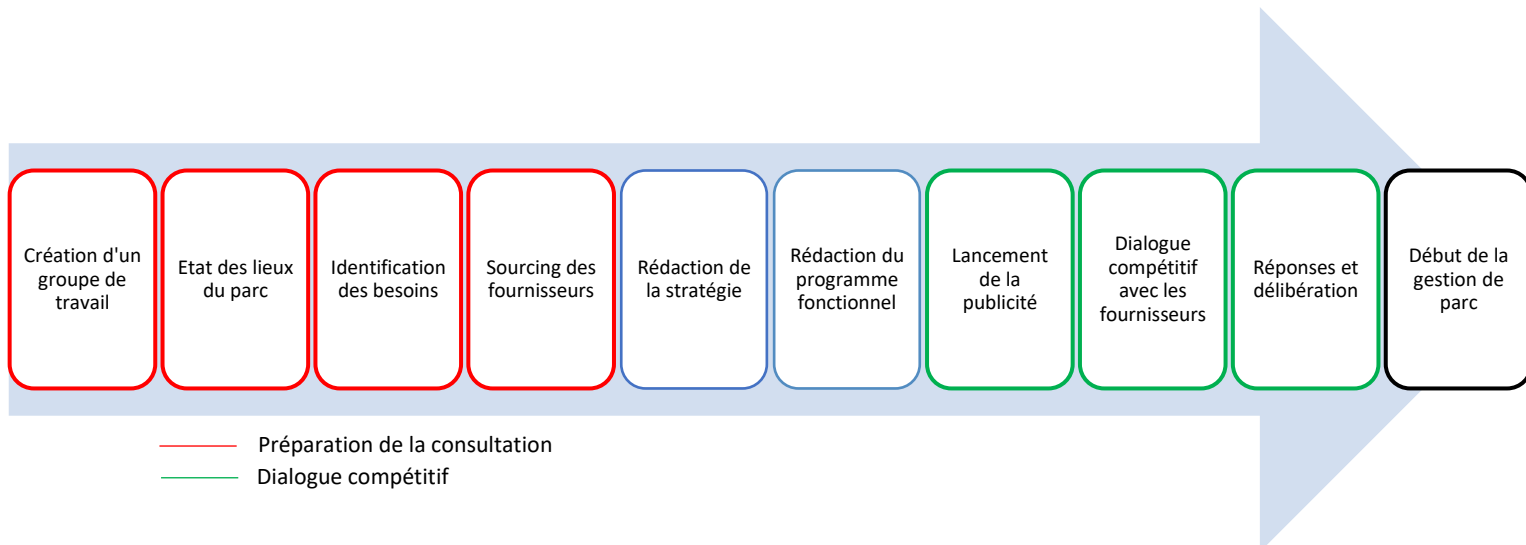 Création d'un
groupe de
travail
Etat des lieux
du parc
Identification
des besoins
Sourcing des
fournisseurs
Rédaction de
la stratégie
Rédaction du
programme
fonctionnel
Lancement
de la
publicité
Dialogue
compétitif
avec les
fournisseurs
Réponses et
délibération
Début de la
gestion de
parc
Préparation de la consultation
Dialogue compétitif